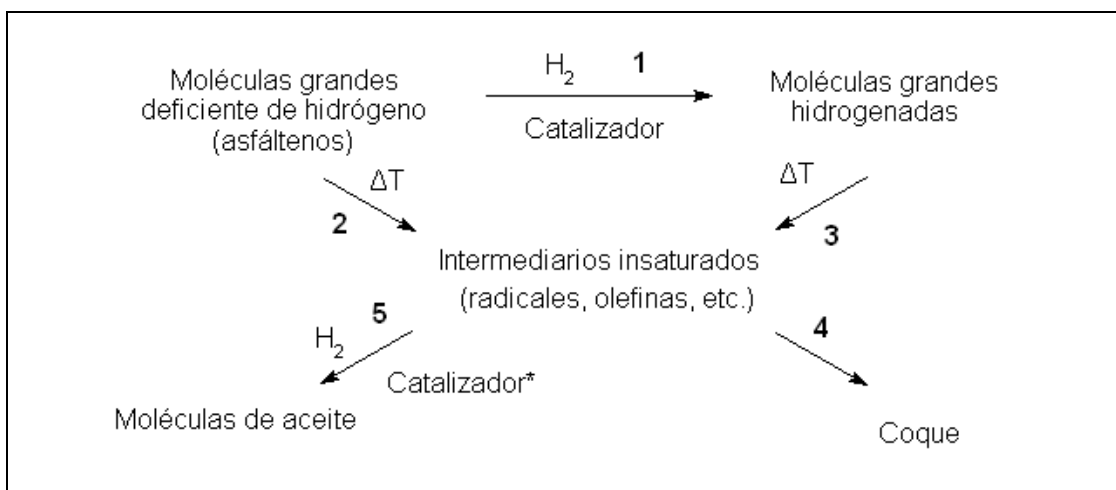 Moléculas grandes
deficiente de hidrógeno
(asfáltenos)
H₂ 1
Catalizador
Moléculas grandes
hidrogenadas
ΔT
2
ΔT
3
Intermediarios insaturados
(radicales, olefinas, etc.)
5
H₂
Catalizador*
Moléculas de aceite
4
Coque